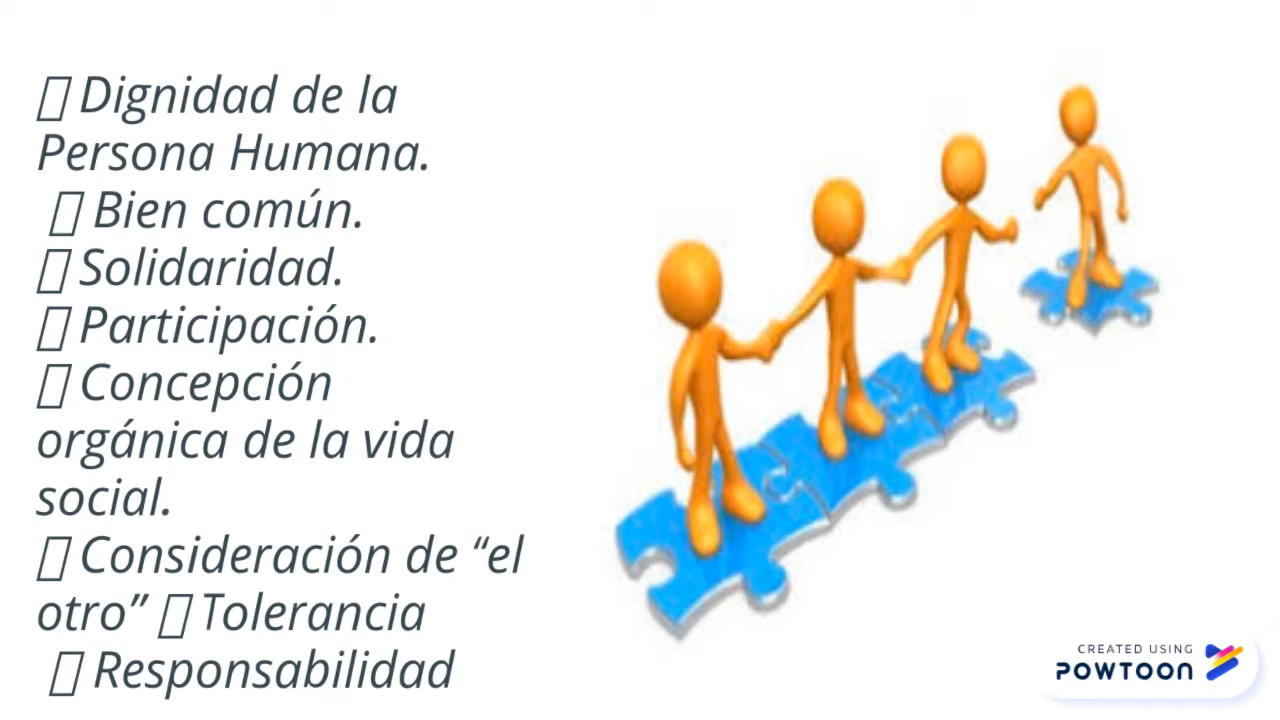 ▯ Dignidad de la
Persona Humana.
▯ Bien común.
▯ Solidaridad.
▯ Participación.
▯ Concepción
orgánica de la vida
social.
▯ Consideración de “el
otro” ▯ Tolerancia
▯ Responsabilidad
CREATED USING
POWTOON